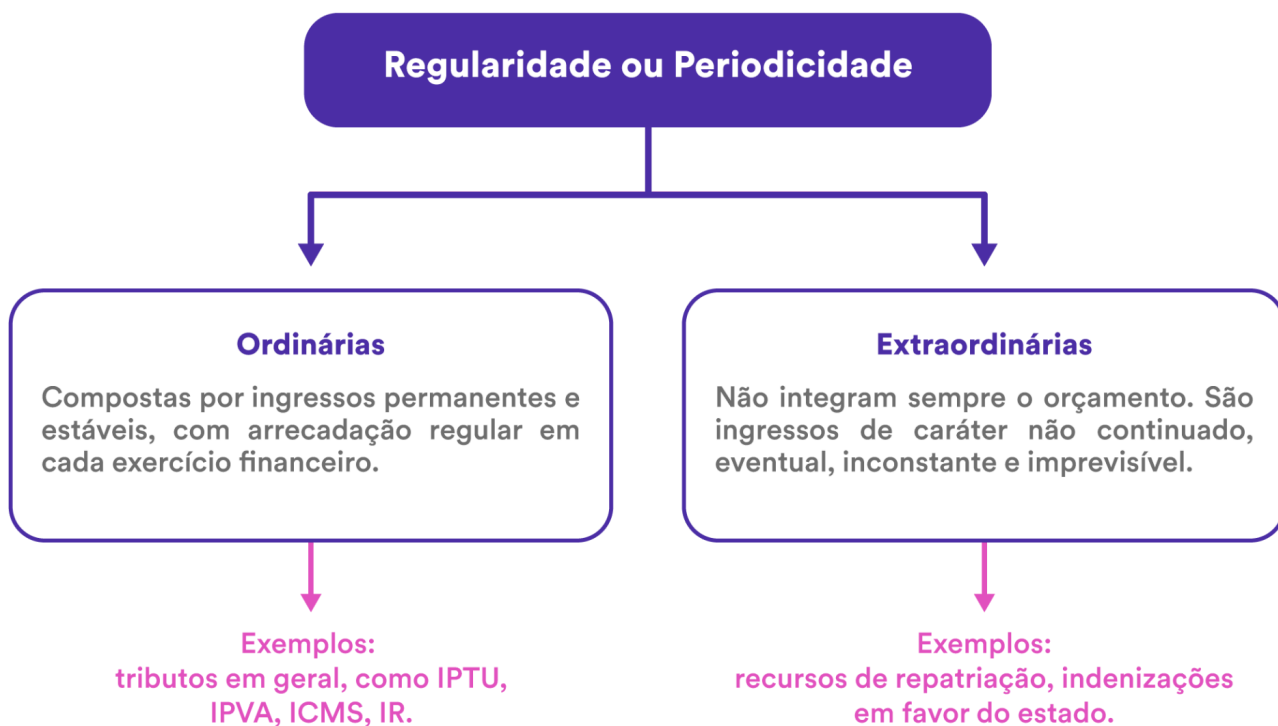 Regularidade ou Periodicidade
Ordinárias
Compostas por ingressos permanentes e
estáveis, com arrecadação regular em
cada exercício financeiro.
Exemplos:
tributos em geral, como IPTU,
IPVA, ICMS, IR.
Extraordinárias
Não integram sempre o orçamento. São
ingressos de caráter não continuado,
eventual, inconstante e imprevisível.
Exemplos:
recursos de repatriação, indenizações
em favor do estado.